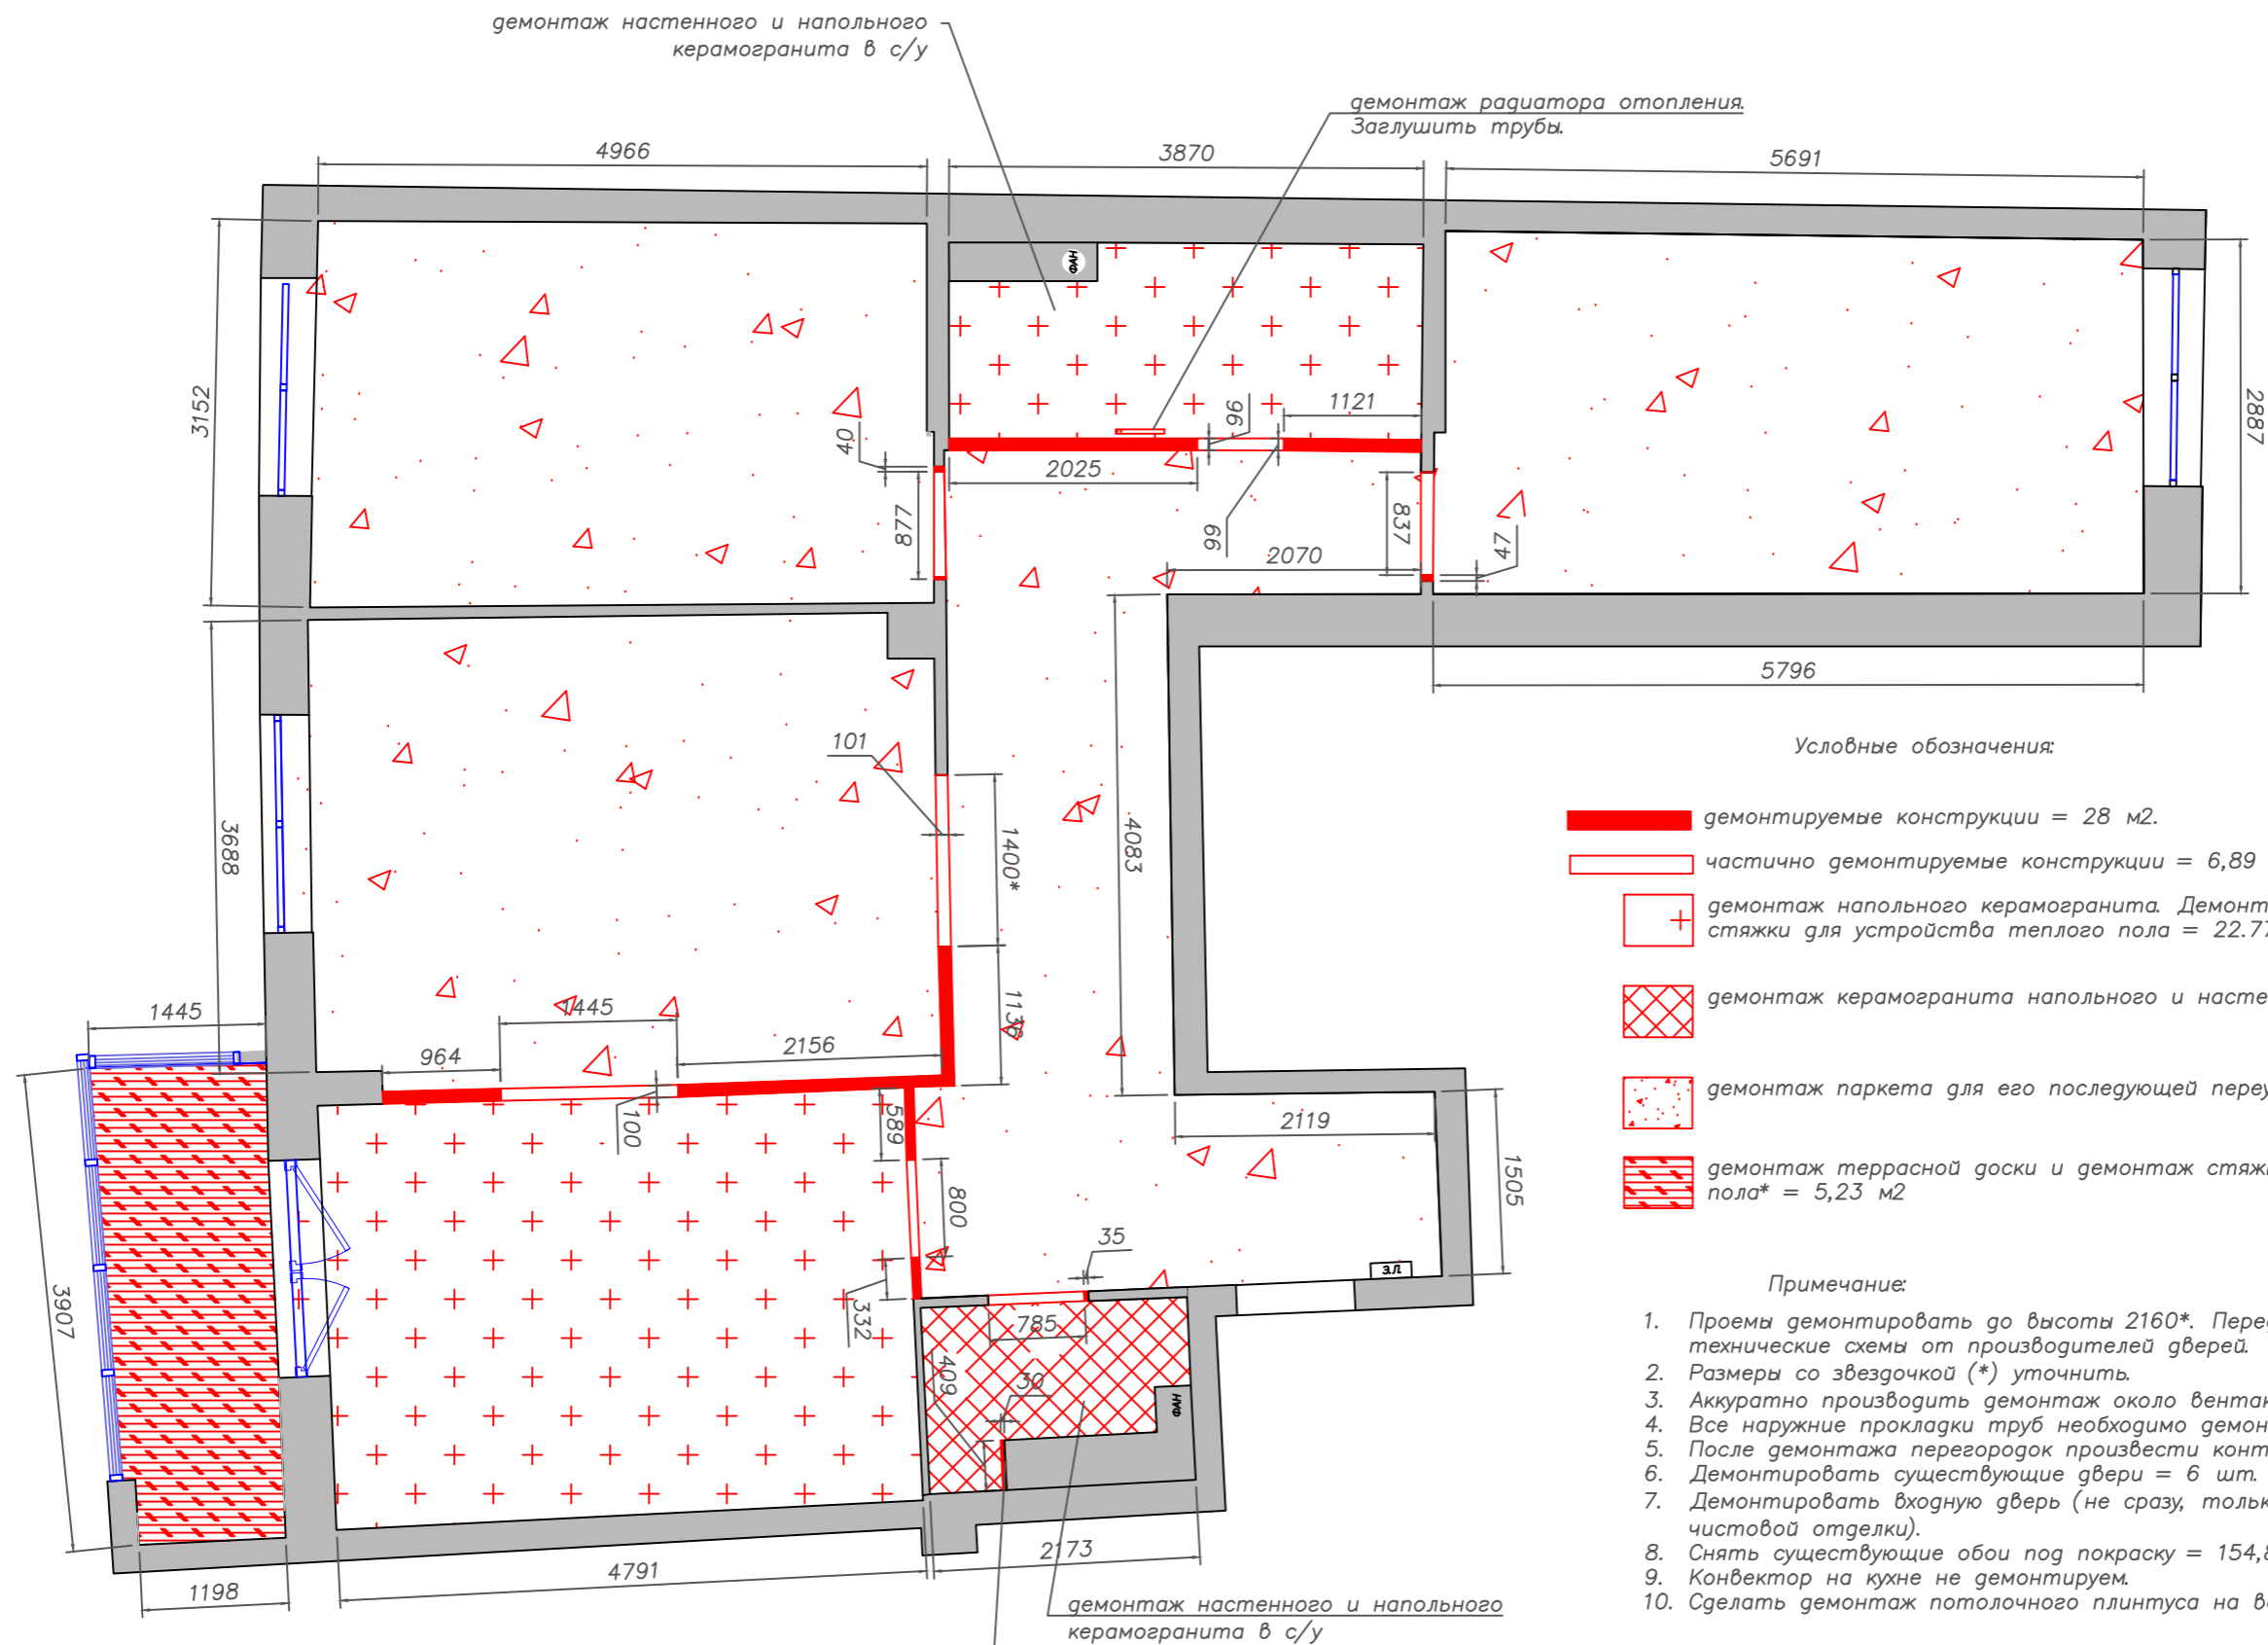 демонтаж настенного и напольного
керамогранита в с/у
демонтаж радиатора отопления.
Заглушить трубы.
4966
3870
5691
ФАН
3152
2887
40
96
1121
2025
877
99
837
47
2070
5796
101
3688
1400*
4083
1136
1445
1445
964
2156
100
589
2119
1505
800
35
3907
332
785
ЭЛ
409
30
ФАН
4791
2173
1198
демонтаж настенного и напольного
керамогранита в с/у
Условные обозначения:
демонтируемые конструкции = 28 м2.
частично демонтируемые конструкции = 6,89
демонтаж напольного керамогранита. Демонт
стяжки для устройства теплого пола = 22.77
демонтаж керамогранита напольного и насте
демонтаж паркета для его последующей переу
демонтаж террасной доски и демонтаж стяж
пола* = 5,23 м2
Примечание:
1. Проемы демонтировать до высоты 2160*. Пере
технические схемы от производителей дверей.
2. Размеры со звездочкой (*) уточнить.
3. Аккуратно производить демонтаж около вентак
4. Все наружние прокладки труб необходимо демон
5. После демонтажа перегородок произвести конт
6. Демонтировать существующие двери = 6 шт.
7. Демонтировать входную дверь (не сразу, тольк
чистовой отделки).
8. Снять существующие обои под покраску = 154,8
9. Конвектор на кухне не демонтируем.
10. Сделать демонтаж потолочного плинтуса на в